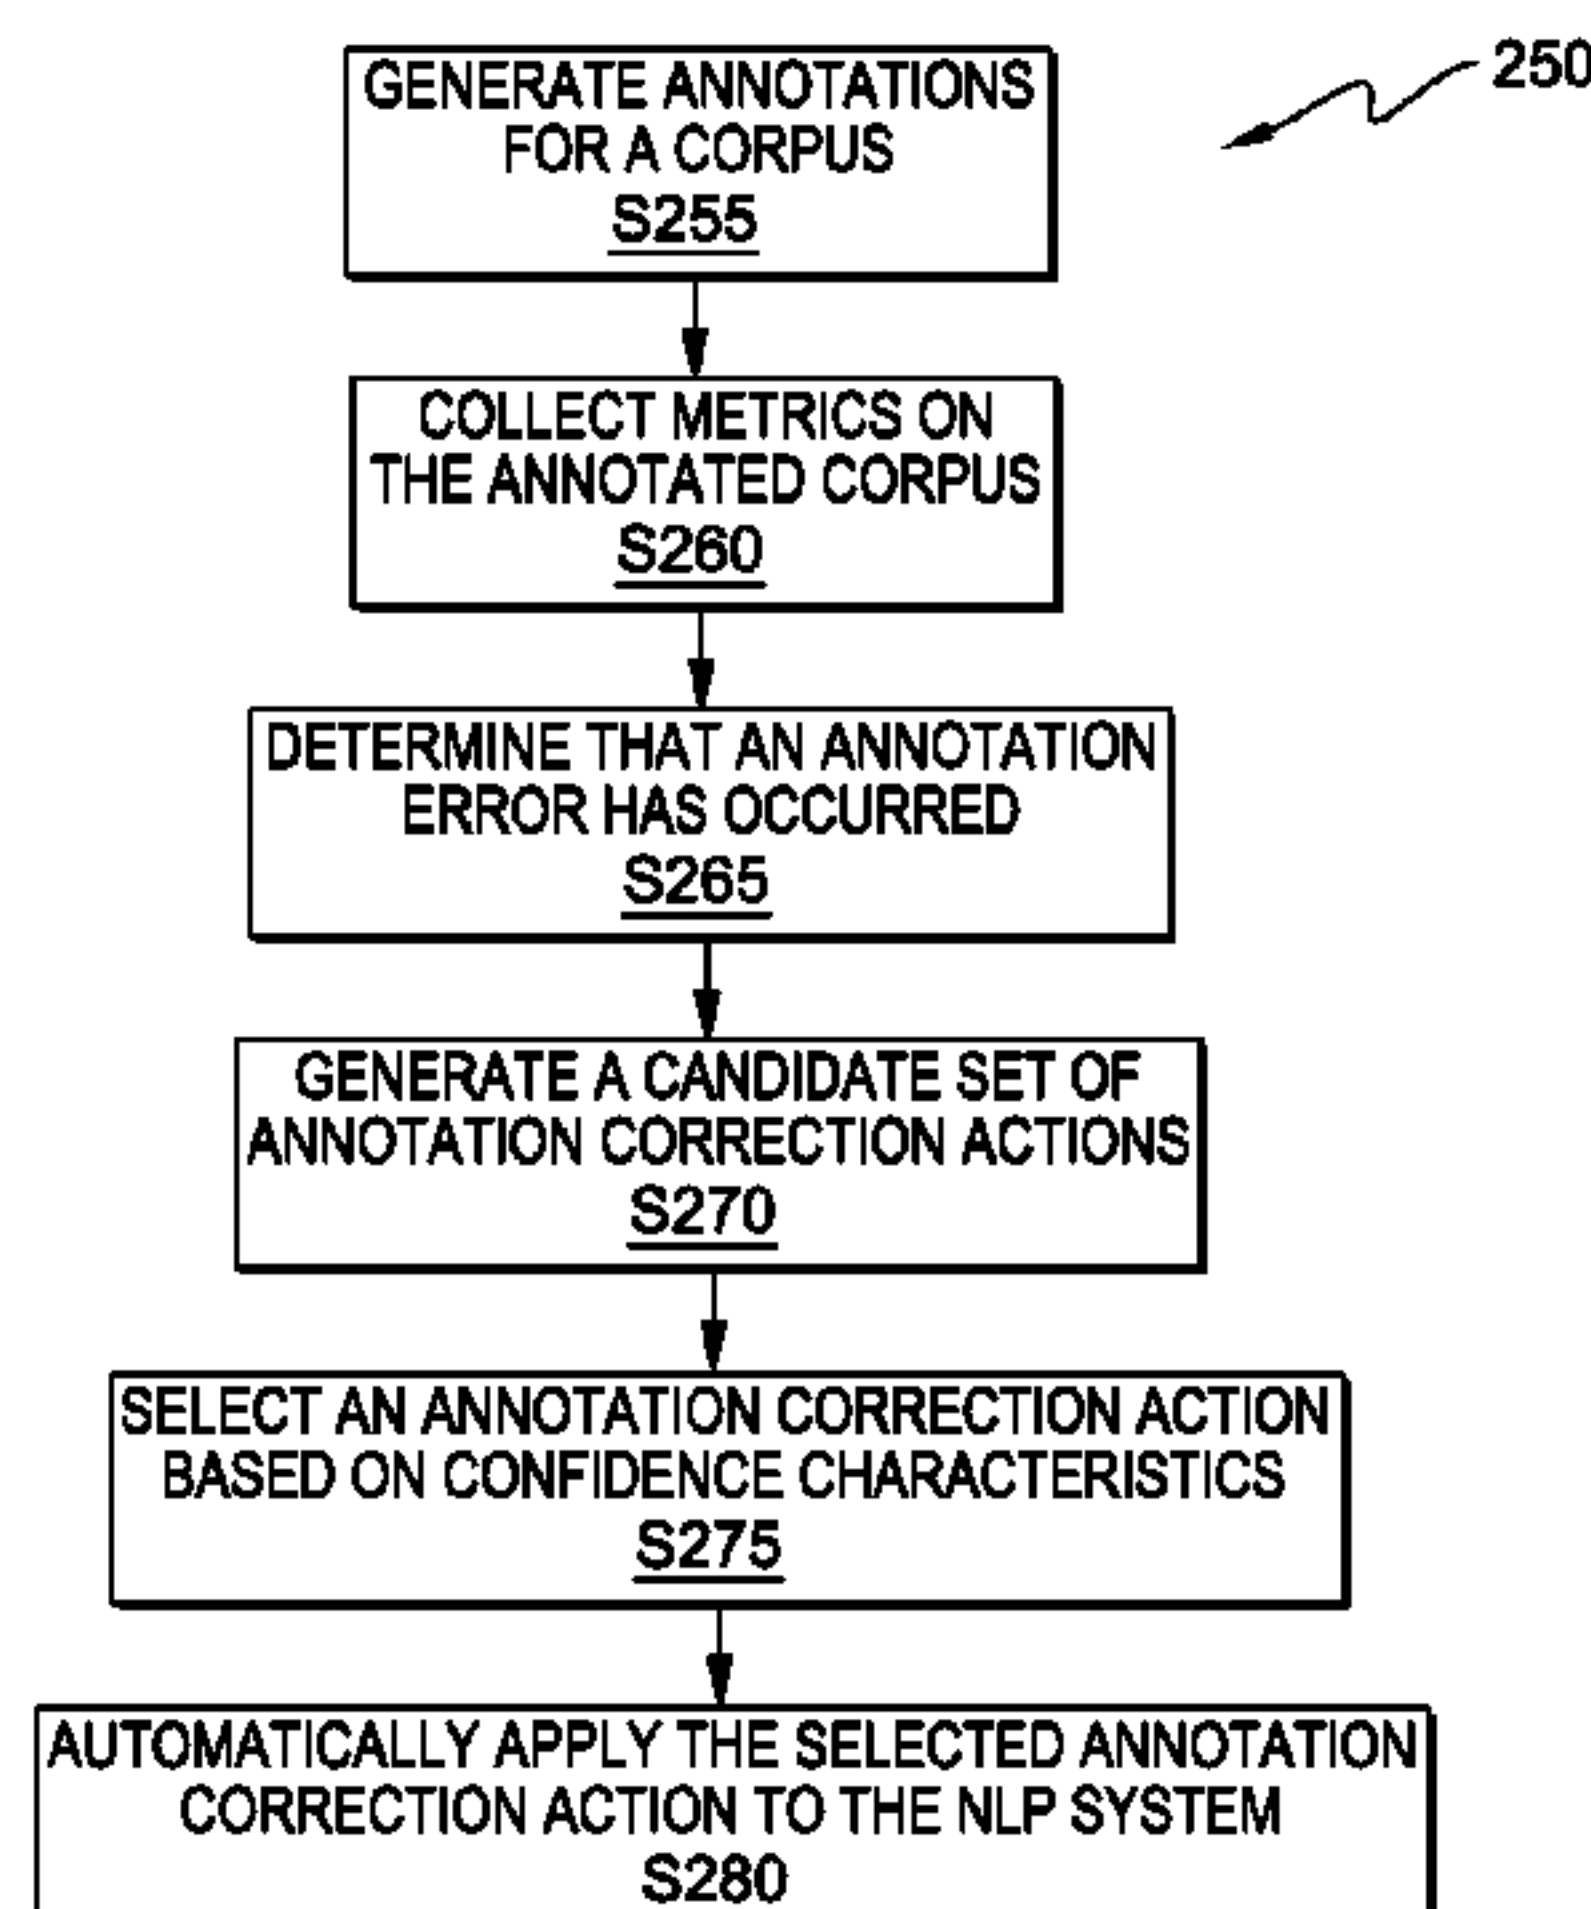 250
GENERATE ANNOTATIONS
FOR A CORPUS
S255
COLLECT METRICS ON
THE ANNOTATED CORPUS
S260
DETERMINE THAT AN ANNOTATION
ERROR HAS OCCURRED
S265
GENERATE A CANDIDATE SET OF
ANNOTATION CORRECTION ACTIONS
S270
SELECT AN ANNOTATION CORRECTION ACTION
BASED ON CONFIDENCE CHARACTERISTICS
S275
AUTOMATICALLY APPLY THE SELECTED ANNOTATION
CORRECTION ACTION TO THE NLP SYSTEM
S280